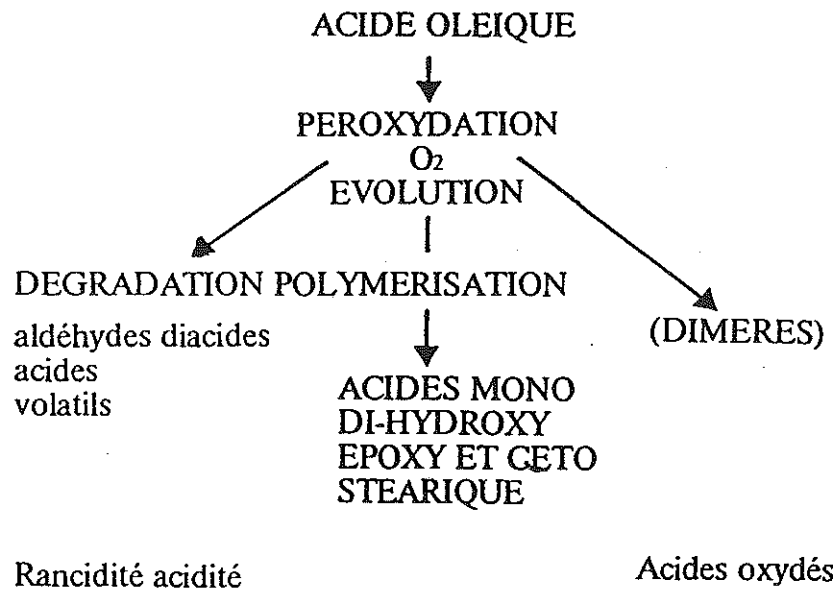 ACIDE OLEIQUE
PEROXYDATION
O2
EVOLUTION
DEGRADATION POLYMERISATION
aldéhydes diacides
acides
volatils
(DIMERES)
ACIDES MONO
DI-HYDROXY
EPOXY ET CETO
STEARIQUE
Rancidité acidité
Acides oxydés